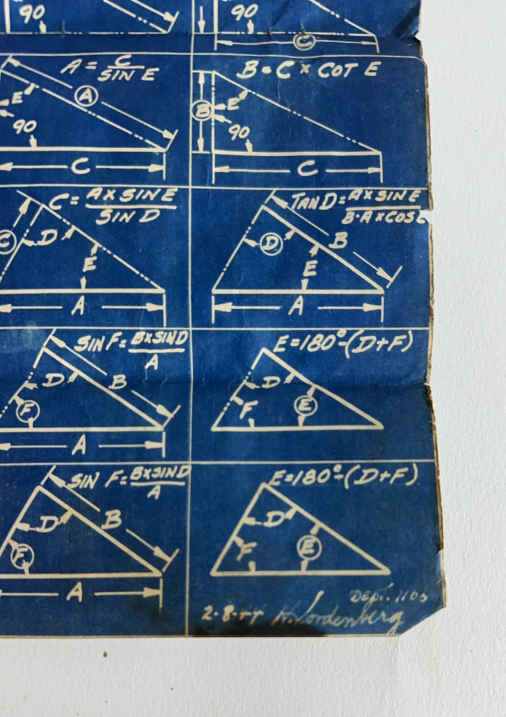 90
90
C
A = C / SIN E
A
E
90
C
B = C × COT E
B
E
90
C
C = A×SIN E / SIN D
C
D
E
A
TAN D = A×SIN E / B-A×COS E
D
B
E
A
SIN F = B×SIN D / A
D
B
F
A
E=180°-(D+F)
D
F
E
SIN F = B×SIN D / A
D
B
F
A
E=180°-(D+F)
D
F
E
DEPT. 1105
2-8-44